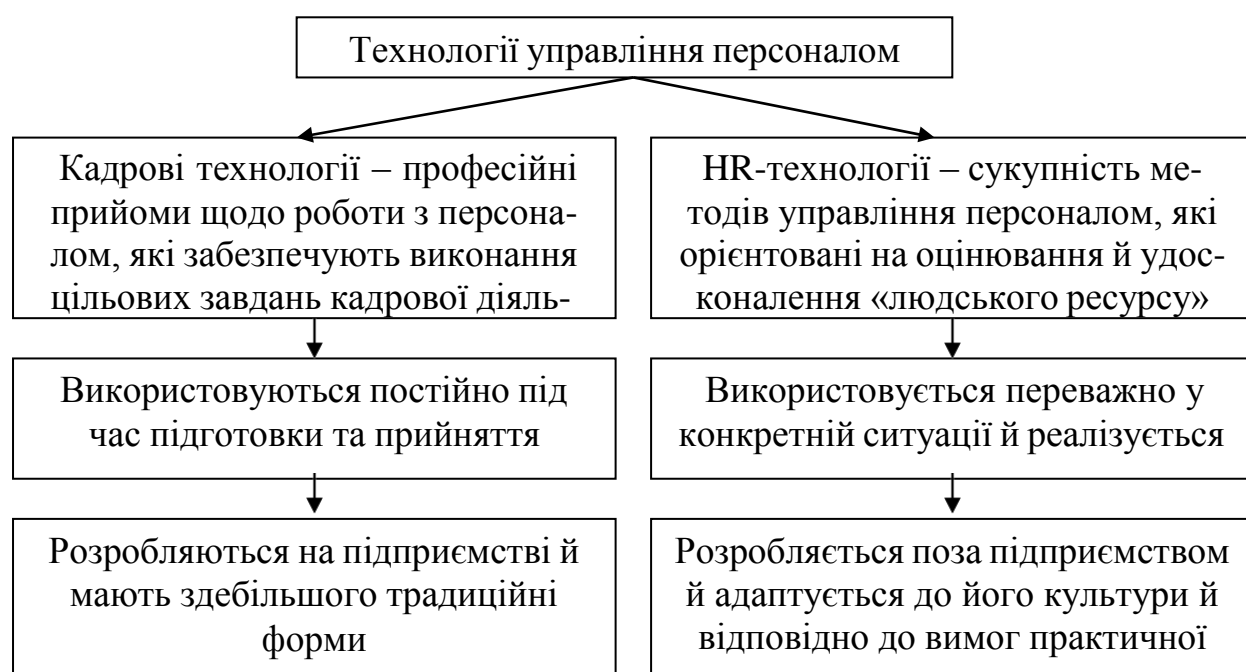 Технології управління персоналом
Кадрові технології – професійні
прийоми щодо роботи з персона-
лом, які забезпечують виконання
цільових завдань кадрової діяль-
HR-технології – сукупність ме-
тодів управління персоналом, які
орієнтовані на оцінювання й удос-
коналення «людського ресурсу»
Використовуються постійно під
час підготовки та прийняття
Використовується переважно у
конкретній ситуації й реалізується
Розробляються на підприємстві й
мають здебільшого традиційні
форми
Розробляється поза підприємством
й адаптується до його культури й
відповідно до вимог практичної